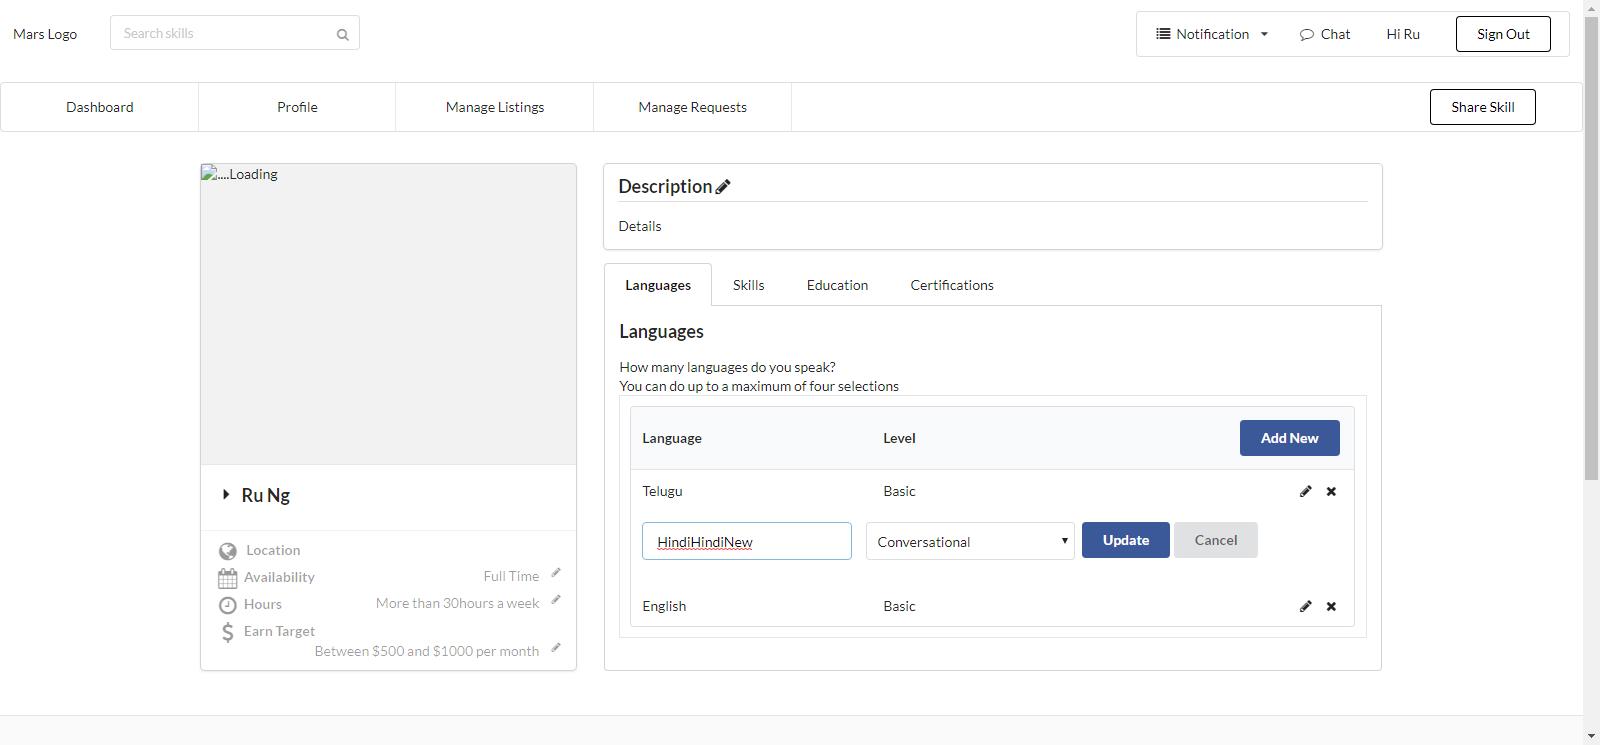 Mars Logo
Search skills
Notification
Chat
Hi Ru
Sign Out
Dashboard
Profile
Manage Listings
Manage Requests
Share Skill
....Loading
Ru Ng
Location
Availability
Full Time
Hours
More than 30hours a week
Earn Target
Between $500 and $1000 per month
Description
Details
Languages
Skills
Education
Certifications
Languages
How many languages do you speak?
You can do up to a maximum of four selections
Language
Level
Add New
Telugu
Basic
HindiHindiNew
Conversational
Update
Cancel
English
Basic